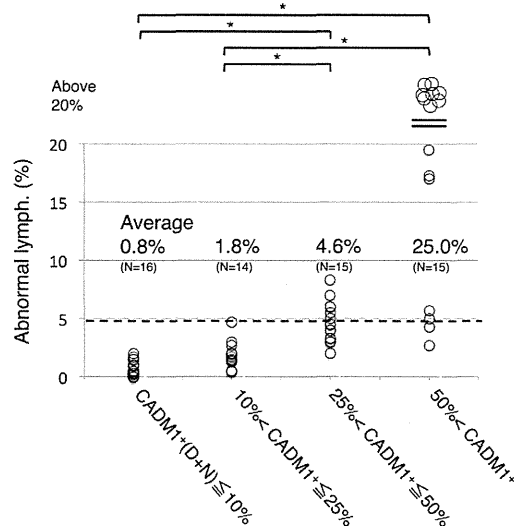 *
*
*
*
Above
20%
20
15
10
5
0
Abnormal lymph. (%)
Average
0.8% 1.8% 4.6% 25.0%
(N=16) (N=14) (N=15) (N=15)
CADM1⁺(D+N)≦10%
10%< CADM1⁺≦25%
25%< CADM1⁺≦50%
50%< CADM1⁺